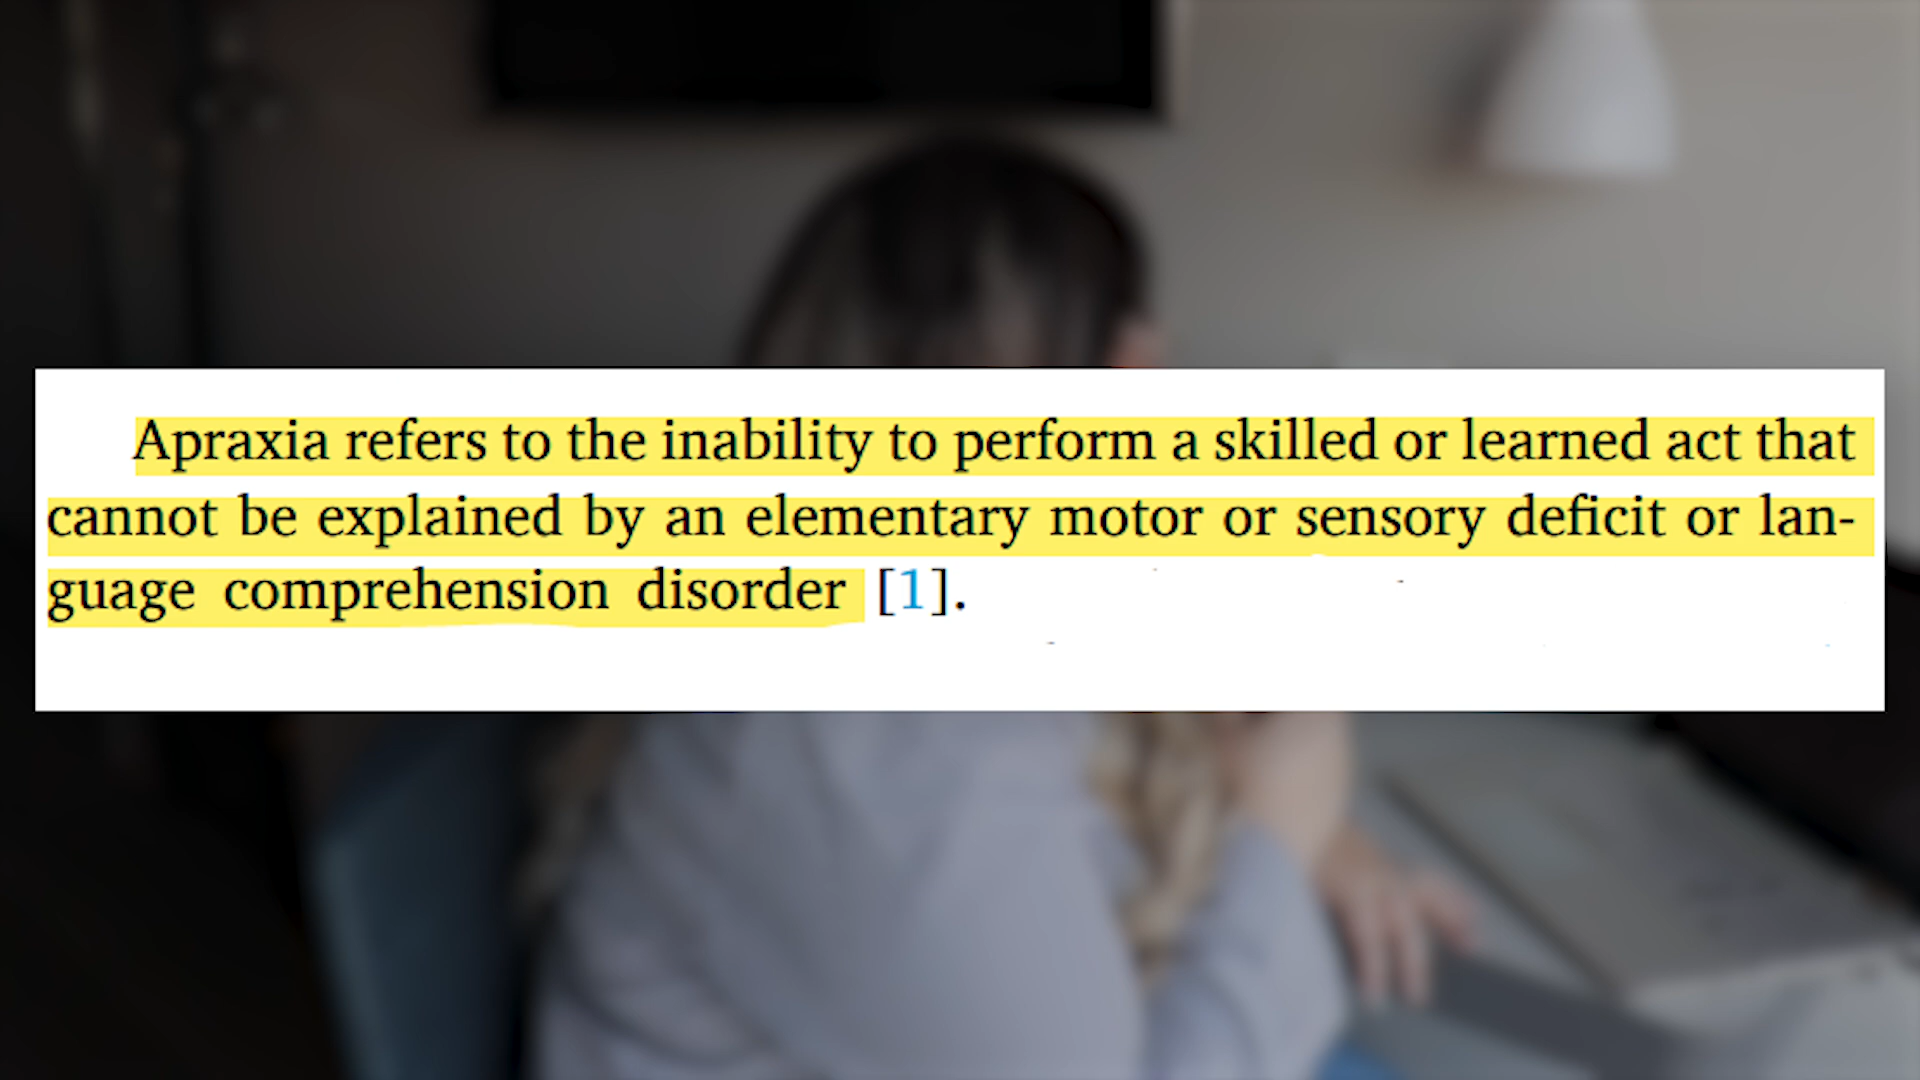 Apraxia refers to the inability to perform a skilled or learned act that
cannot be explained by an elementary motor or sensory deficit or lan-
guage comprehension disorder [1].